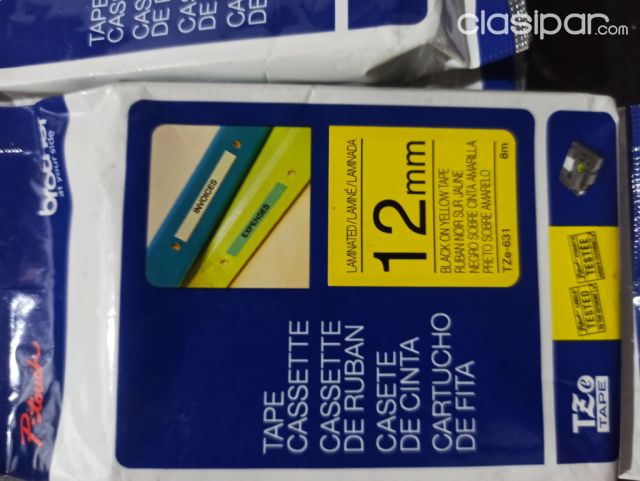 clasipar.com
TAPE
brother
at your side
P-touch
INVOICES
EXPENSES
LAMINATED/LAMINÉ/LAMINADA
12mm
BLACK ON YELLOW TAPE
RUBAN NOIR SUR JAUNE
NEGRO SOBRE CINTA AMARILLA
PRETO SOBRE AMARELO
TZe-631
8m
TAPE
CASSETTE
CASSETTE
DE RUBAN
CASETE
DE CINTA
CARTUCHO
DE FITA
TESTED
TESTED
TZe
TAPE